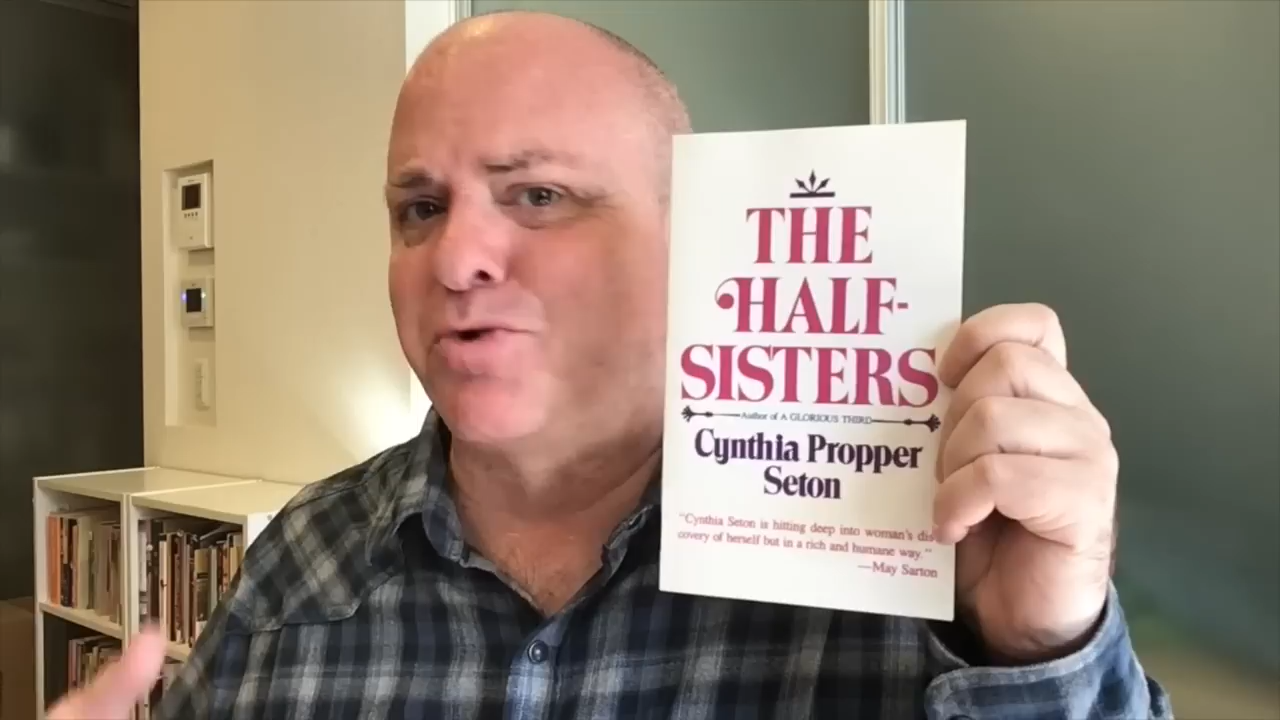 THE
HALF-
SISTERS
Author of A GLORIOUS THIRD
Cynthia Propper
Seton
"Cynthia Seton is hitting deep into woman's dis-
covery of herself but in a rich and humane way."
—May Sarton